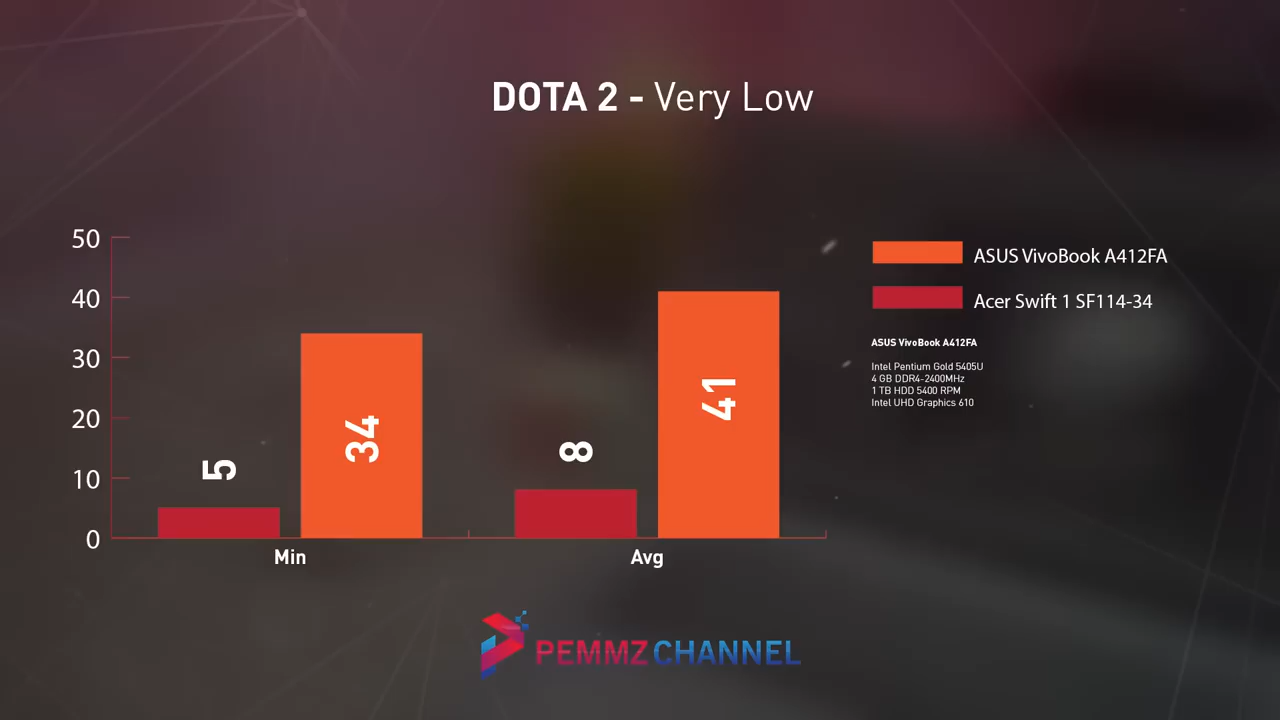 DOTA 2 - Very Low
50
40
30
20
10
0
5
34
8
41
Min
Avg
ASUS VivoBook A412FA
Acer Swift 1 SF114-34
ASUS VivoBook A412FA
Intel Pentium Gold 5405U
4 GB DDR4-2400MHz
1 TB HDD 5400 RPM
Intel UHD Graphics 610
PEMMZCHANNEL